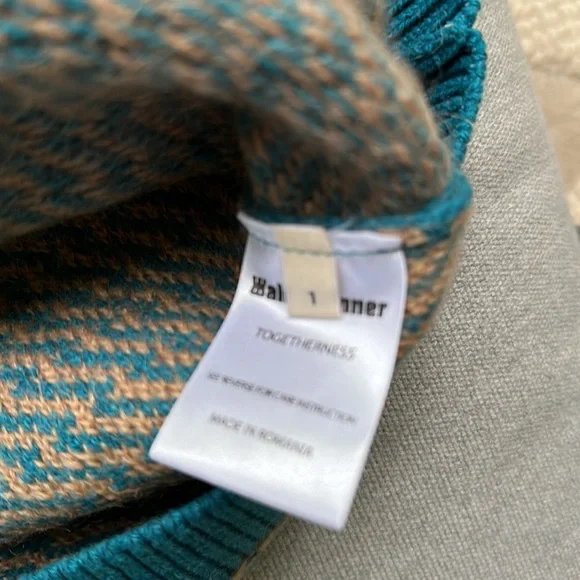 Wal nner
1
TOGETHERNESS
SEE REVERSE FOR CARE INSTRUCTION
MADE IN ROMANIA